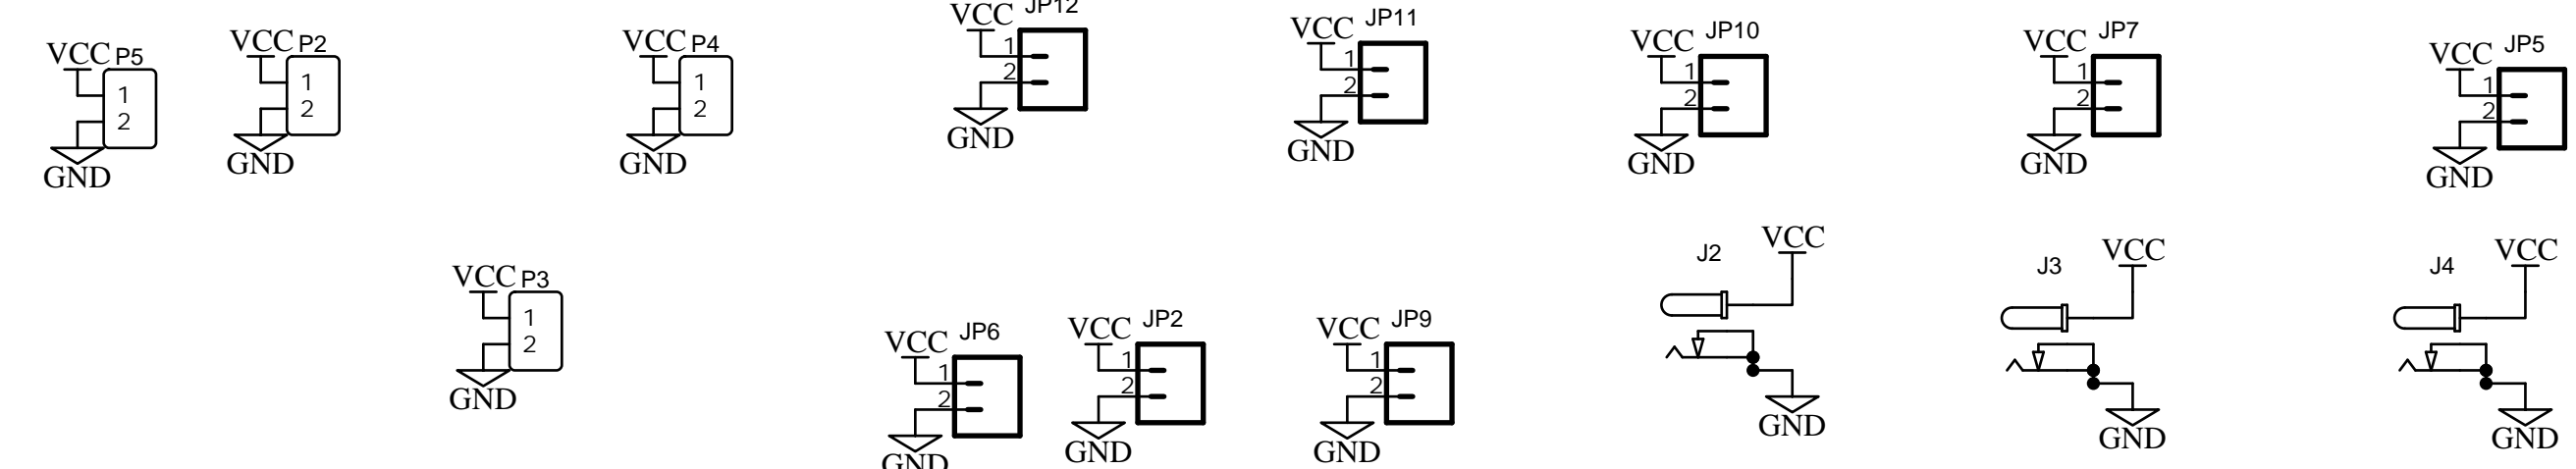 VCC P5
1
2
GND
VCC P2
1
2
GND
VCC P4
1
2
GND
VCC JP12
1
2
GND
VCC JP11
1
2
GND
VCC JP10
1
2
GND
VCC JP7
1
2
GND
VCC JP5
1
2
GND
VCC P3
1
2
GND
VCC JP6
1
2
GND
VCC JP2
1
2
GND
VCC JP9
1
2
GND
J2 VCC
GND
J3 VCC
GND
J4 VCC
GND